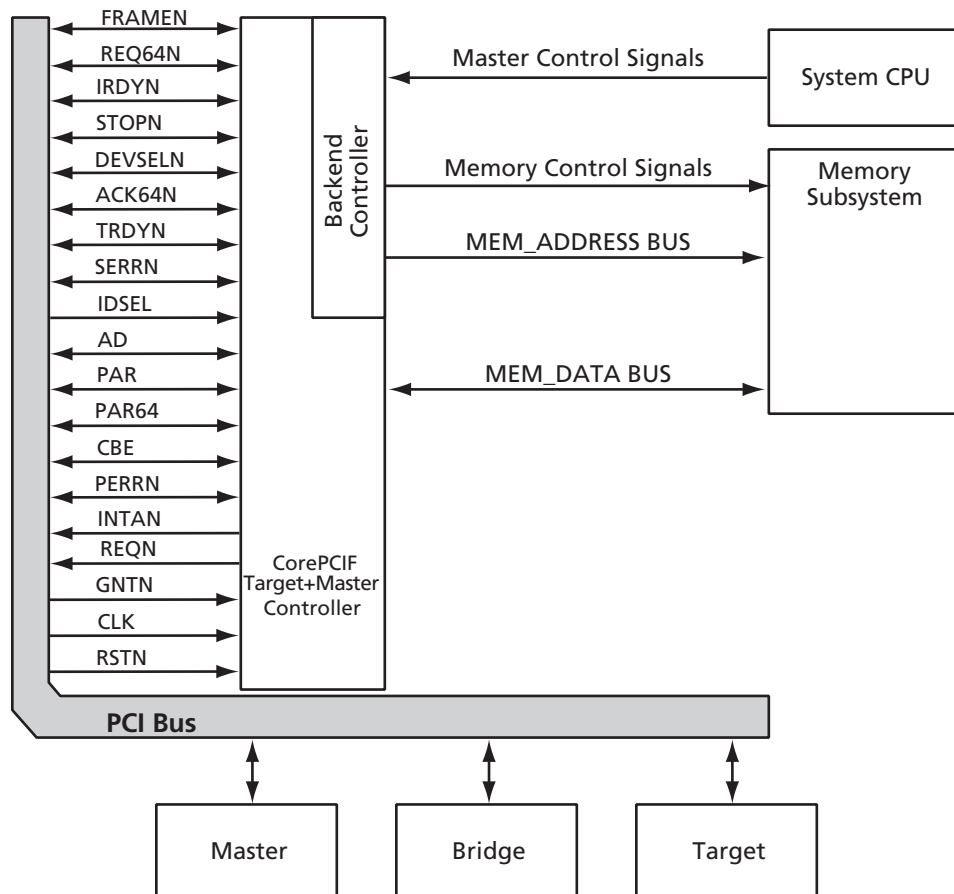 FRAMEN
REQ64N
IRDYN
STOPN
DEVSELN
ACK64N
TRDYN
SERRN
IDSEL
AD
PAR
PAR64
CBE
PERRN
INTAN
REQN
GNTN
CLK
RSTN
Backend
Controller
CorePCIF
Target+Master
Controller
Master Control Signals
System CPU
Memory Control Signals
Memory
Subsystem
MEM_ADDRESS BUS
MEM_DATA BUS
PCI Bus
Master
Bridge
Target